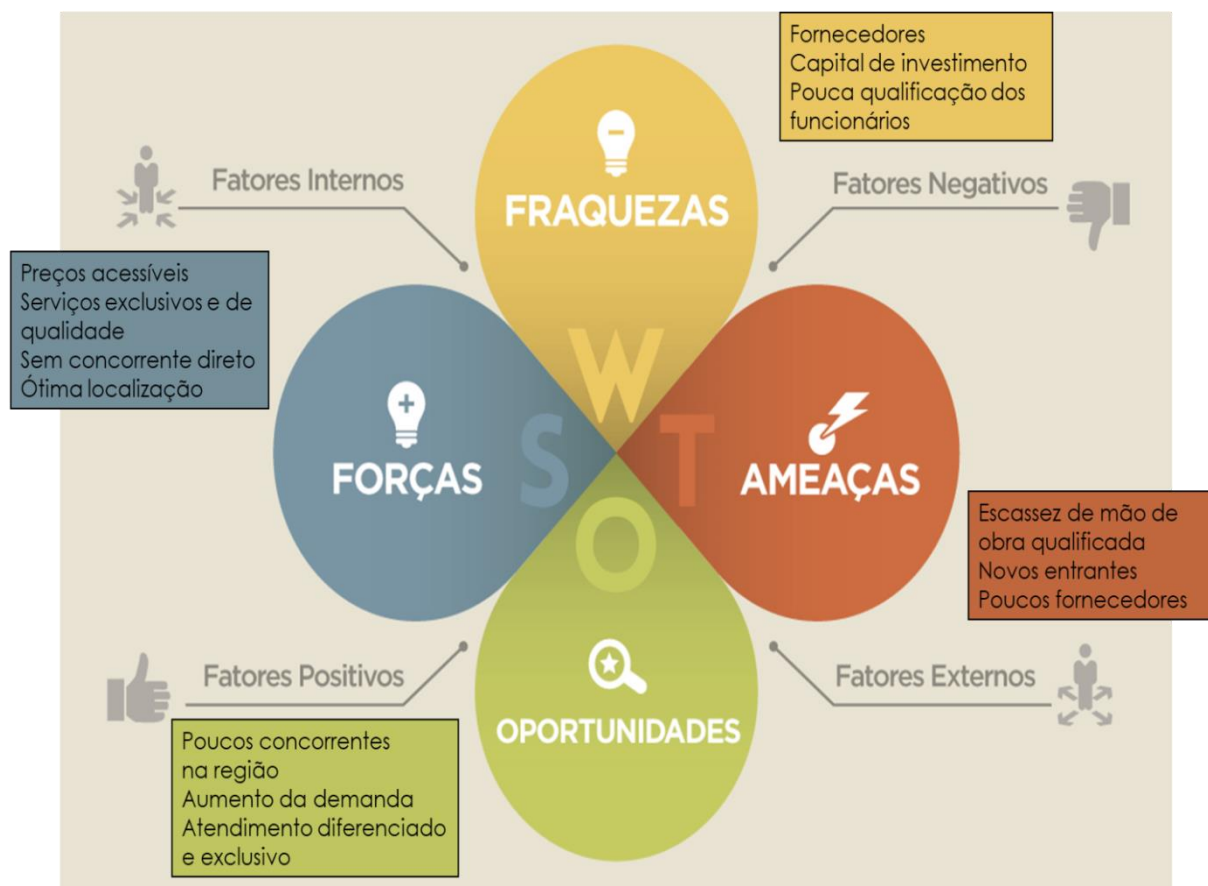 Fornecedores
Capital de investimento
Pouca qualificação dos
funcionários
Fatores Internos
FRAQUEZAS
Fatores Negativos
Preços acessíveis
Serviços exclusivos e de
qualidade
Sem concorrente direto
Ótima localização
W
S
T
O
FORÇAS
AMEAÇAS
Escassez de mão de
obra qualificada
Novos entrantes
Poucos fornecedores
Fatores Positivos
Fatores Externos
OPORTUNIDADES
Poucos concorrentes
na região
Aumento da demanda
Atendimento diferenciado
e exclusivo